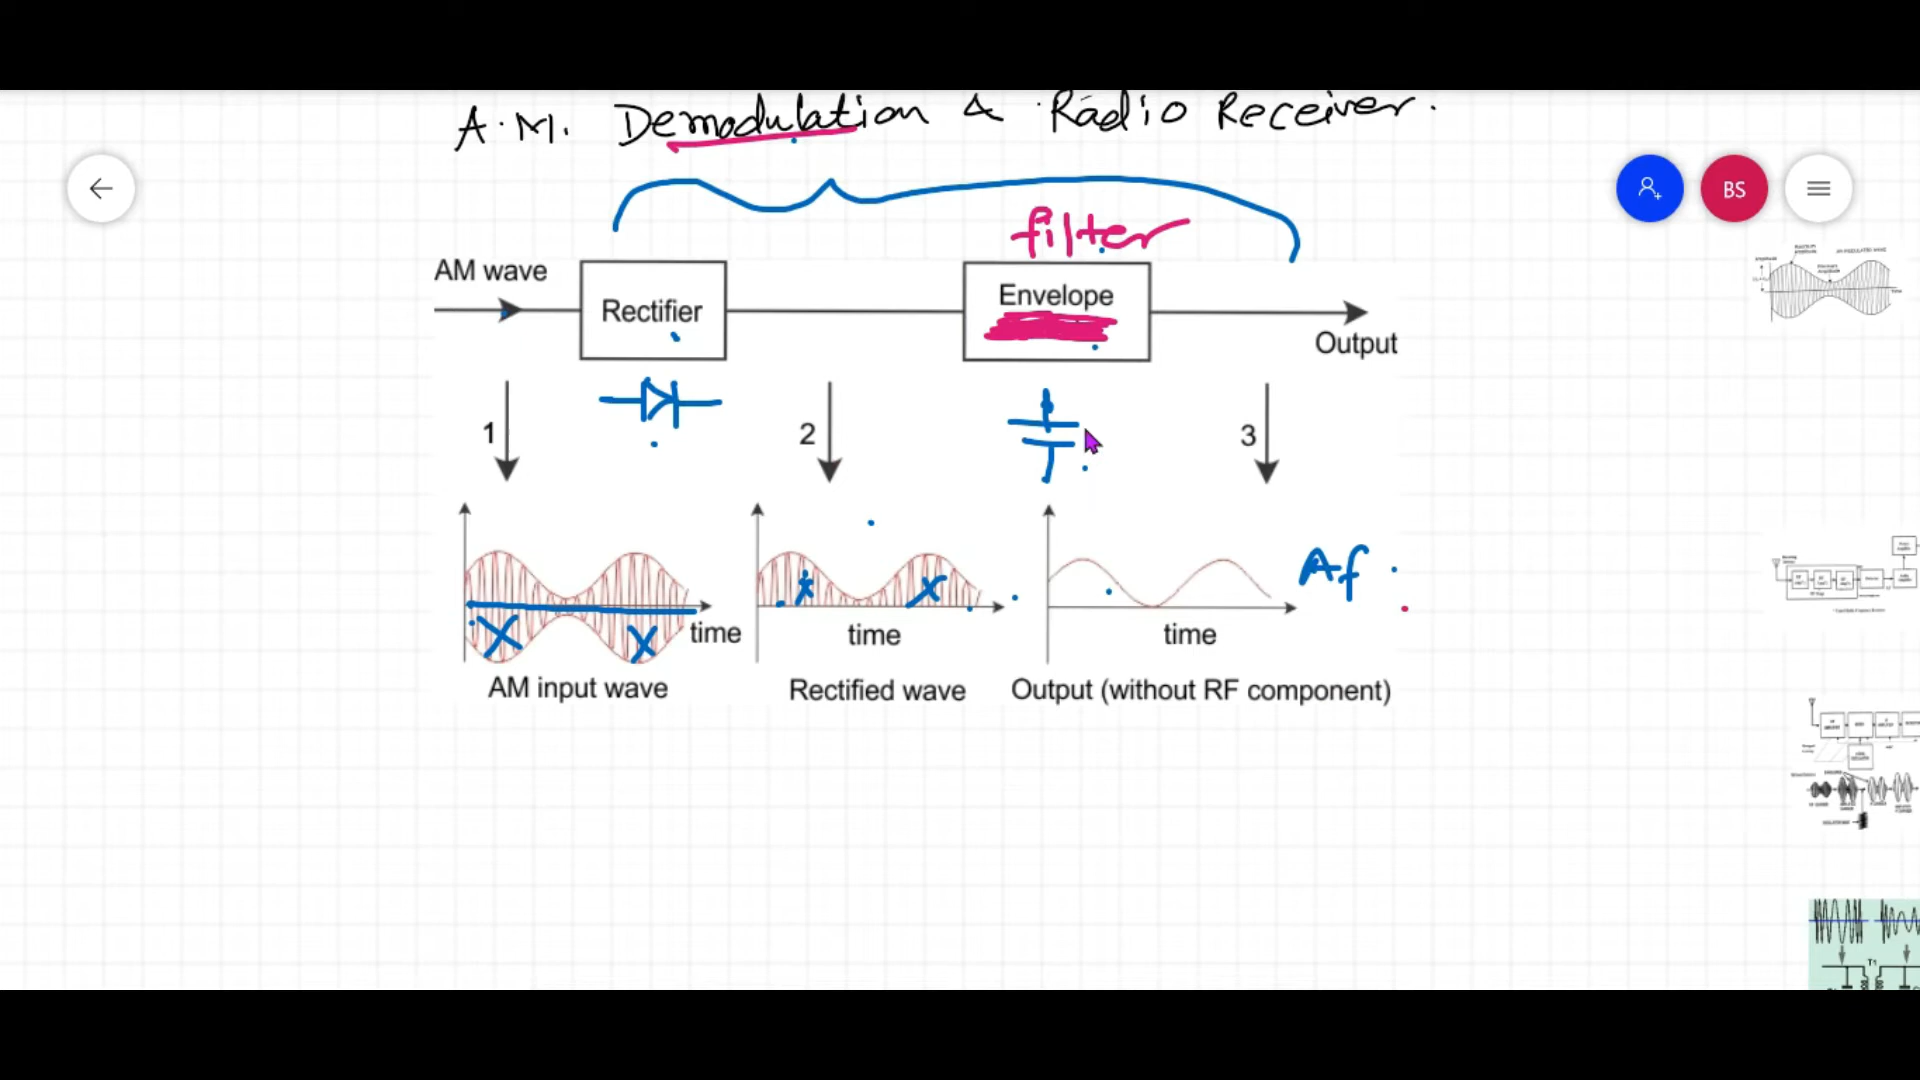 A.M. Demodulation & Radio Receiver.
BS
filter
AM wave
Rectifier
Envelope
Output
1
2
3
Af
time
time
time
AM input wave
Rectified wave
Output (without RF component)